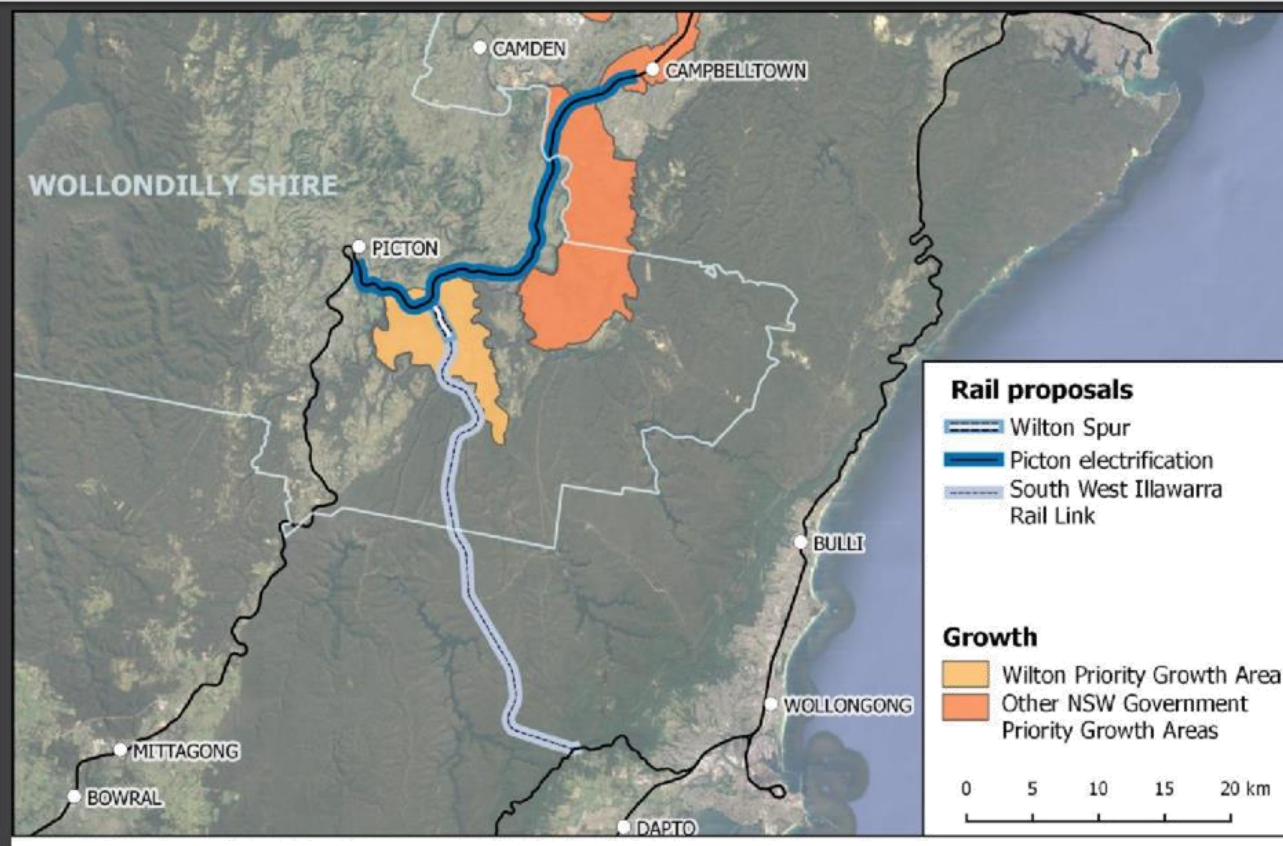 CAMDEN
CAMPBELLTOWN
WOLLONDILLY SHIRE
PICTON
Rail proposals
Wilton Spur
Picton electrification
South West Illawarra
Rail Link
BULLI
Growth
Wilton Priority Growth Area
Other NSW Government
Priority Growth Areas
WOLLONGONG
MITTAGONG
BOWRAL
0 5 10 15 20 km
DAPTO